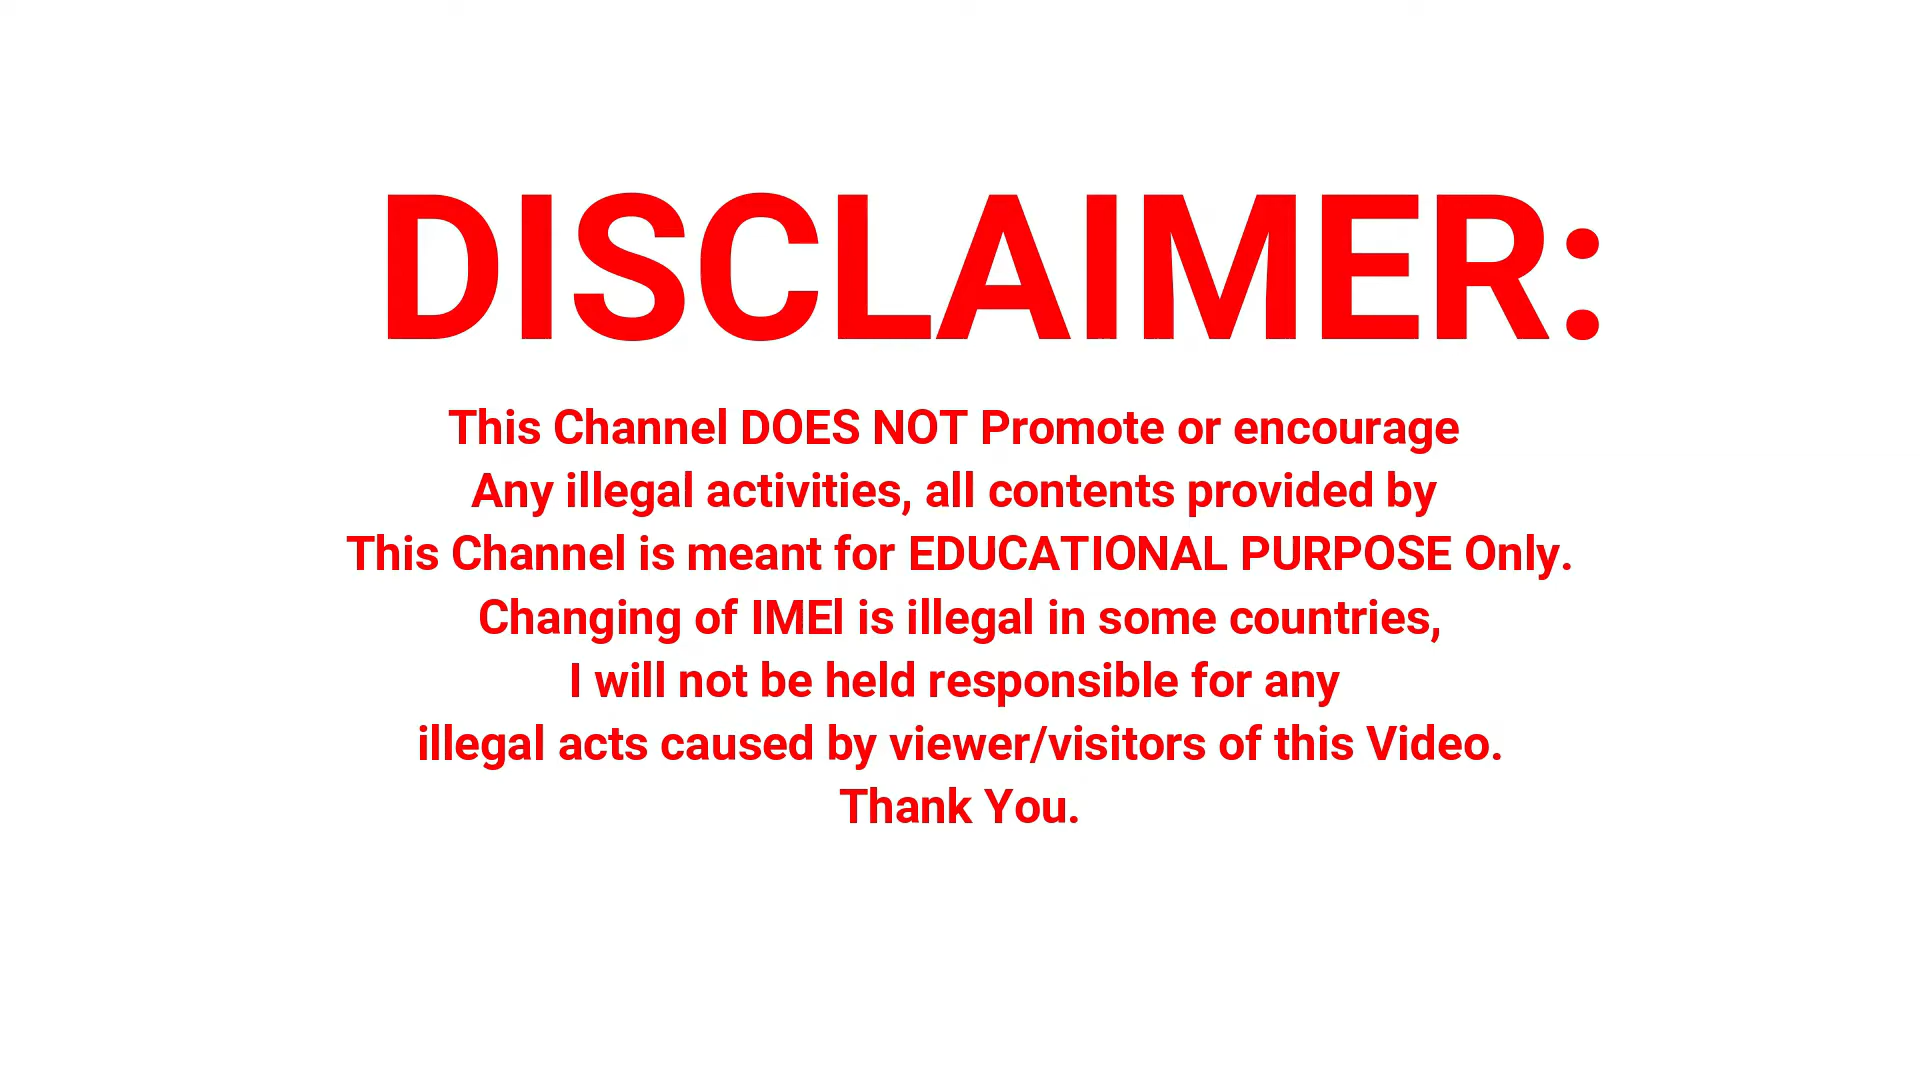 DISCLAIMER:
This Channel DOES NOT Promote or encourage
Any illegal activities, all contents provided by
This Channel is meant for EDUCATIONAL PURPOSE Only.
Changing of IMEl is illegal in some countries,
I will not be held responsible for any
illegal acts caused by viewer/visitors of this Video.
Thank You.